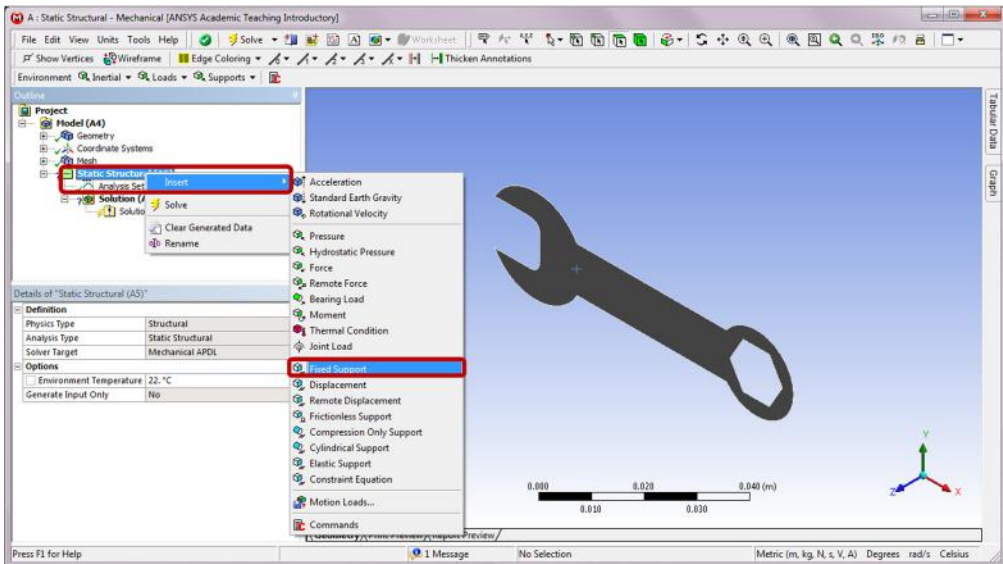 A : Static Structural - Mechanical [ANSYS Academic Teaching Introductory]
File Edit View Units Tools Help Solve Worksheet
Show Vertices Wireframe Edge Coloring Thicken Annotations
Environment Inertial Loads Supports
Outline
Project
Model (A4)
Geometry
Coordinate Systems
Mesh
Static Structural
Analysis Set
Solution (A
Solutio
Insert
Solve
Clear Generated Data
Rename
Acceleration
Standard Earth Gravity
Rotational Velocity
Pressure
Hydrostatic Pressure
Force
Remote Force
Bearing Load
Moment
Thermal Condition
Joint Load
Fixed Support
Displacement
Remote Displacement
Frictionless Support
Compression Only Support
Cylindrical Support
Elastic Support
Constraint Equation
Motion Loads...
Commands
Details of "Static Structural (A5)"
Definition
Physics Type Structural
Analysis Type Static Structural
Solver Target Mechanical APDL
Options
Environment Temperature 22. °C
Generate Input Only No
Tabular Data
Graph
0.000 0.020 0.040 (m)
0.010 0.030
Y
Z X
Geometry Print Preview Report Preview
Press F1 for Help 1 Message No Selection Metric (m, kg, N, s, V, A) Degrees rad/s Celsius